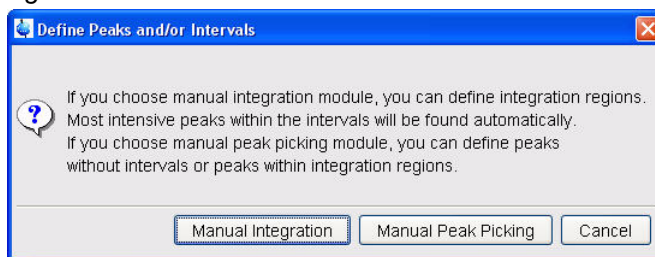 Define Peaks and/or Intervals
If you choose manual integration module, you can define integration regions.
Most intensive peaks within the intervals will be found automatically.
If you choose manual peak picking module, you can define peaks
without intervals or peaks within integration regions.
Manual Integration Manual Peak Picking Cancel